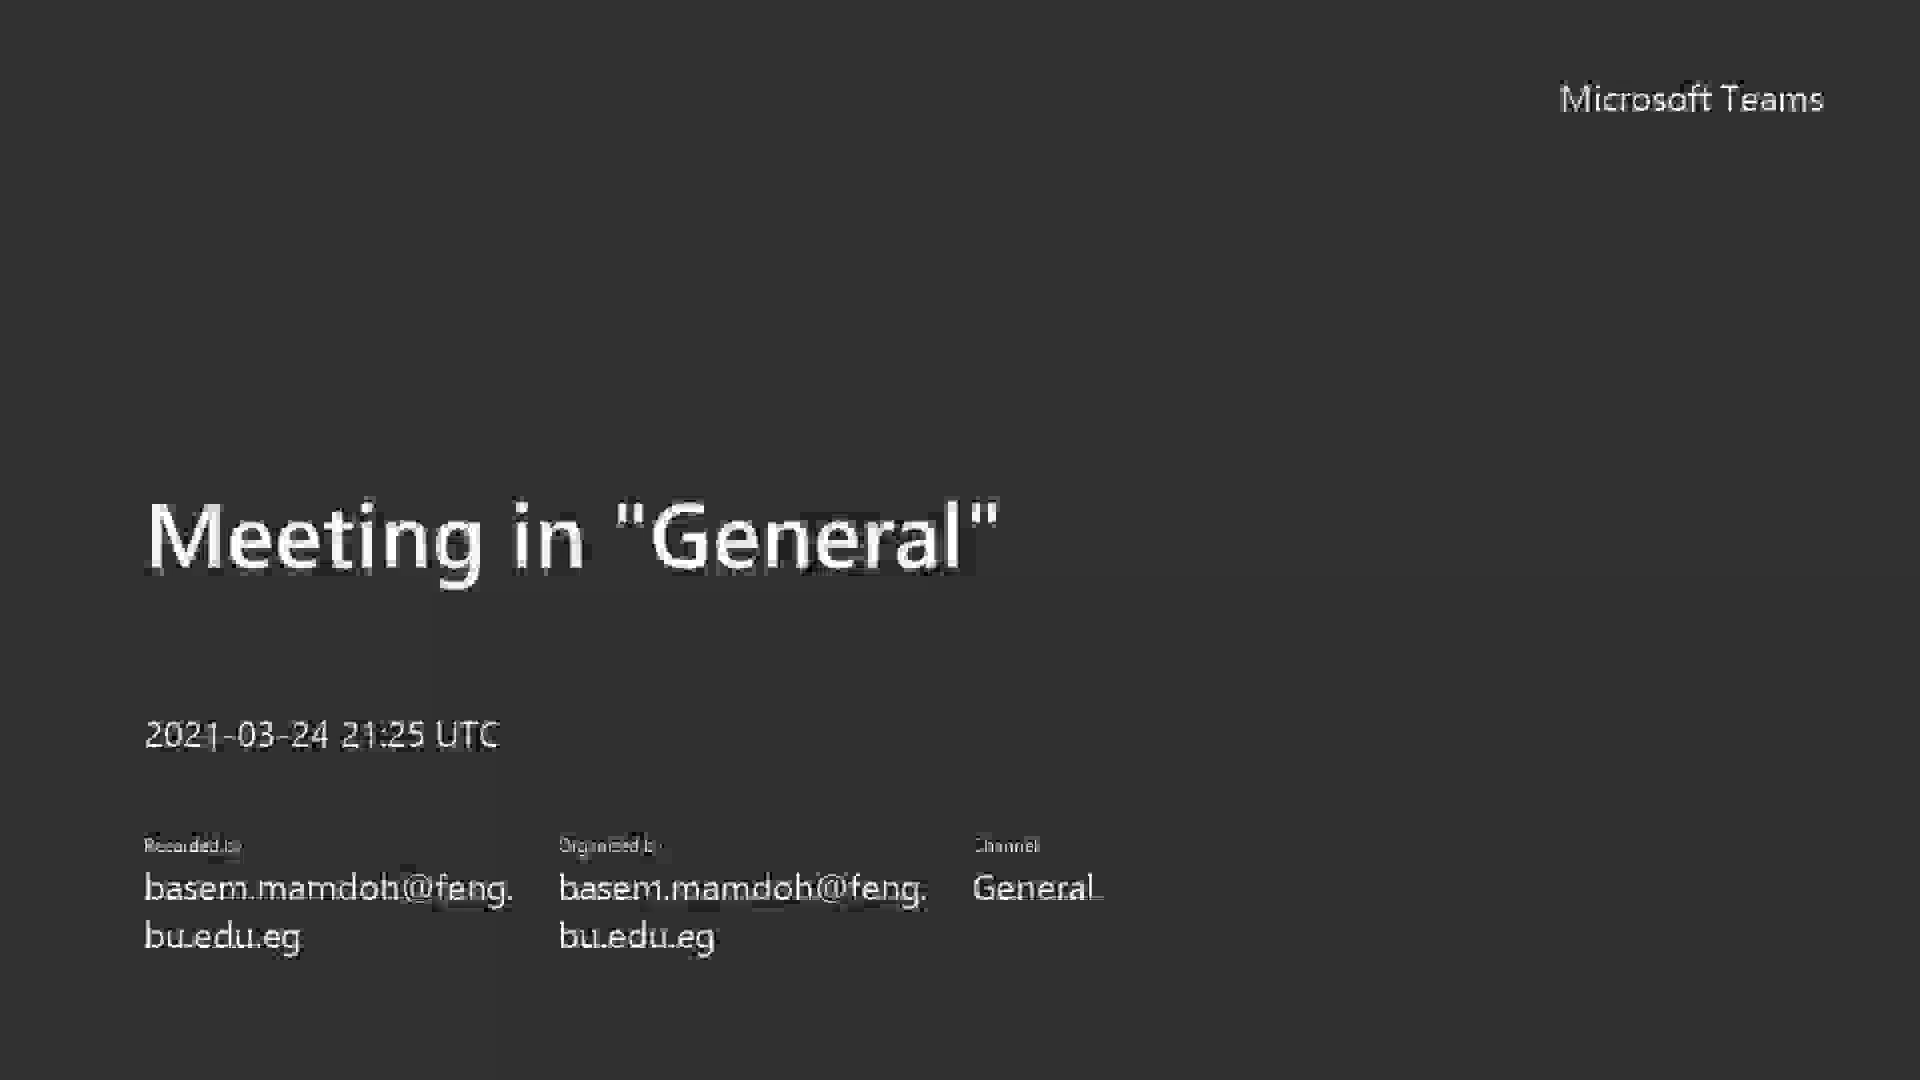 Microsoft Teams
Meeting in "General"
2021-03-24 21:25 UTC
Recorded by
Organized by
Channel
basem.mamdoh@feng.
basem.mamdoh@feng.
General
bu.edu.eg
bu.edu.eg